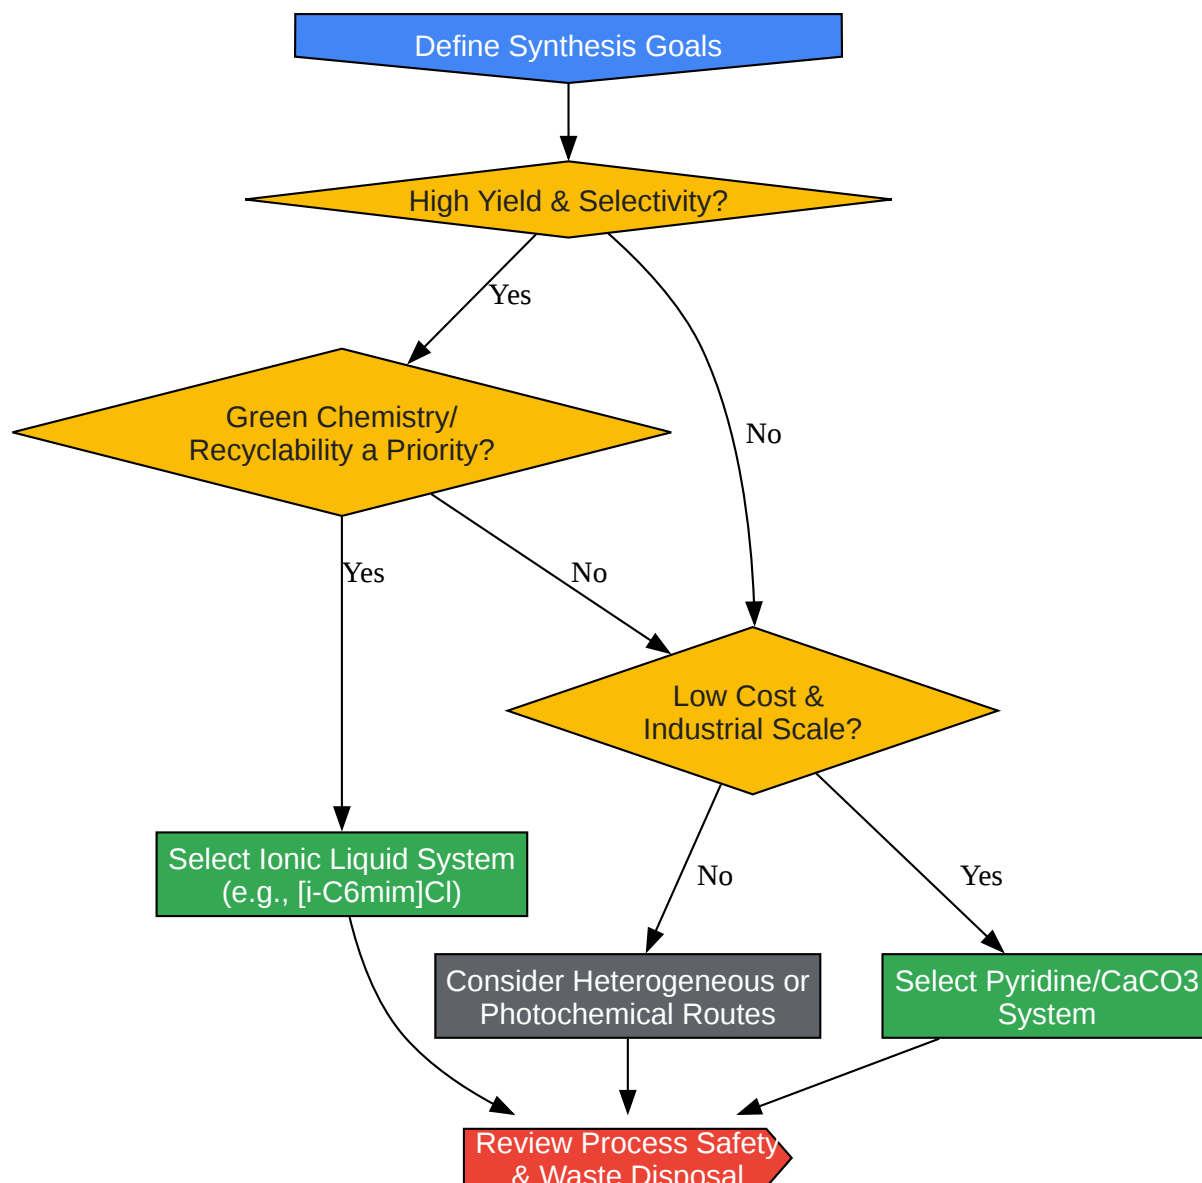 Define Synthesis Goals
High Yield & Selectivity?
Yes
Green Chemistry/
Recyclability a Priority?
No
Yes
No
Low Cost &
Industrial Scale?
Select Ionic Liquid System
(e.g., [i-C6mim]Cl)
No
Yes
Consider Heterogeneous or
Photochemical Routes
Select Pyridine/CaCO3
System
Review Process Safety
& Waste Disposal